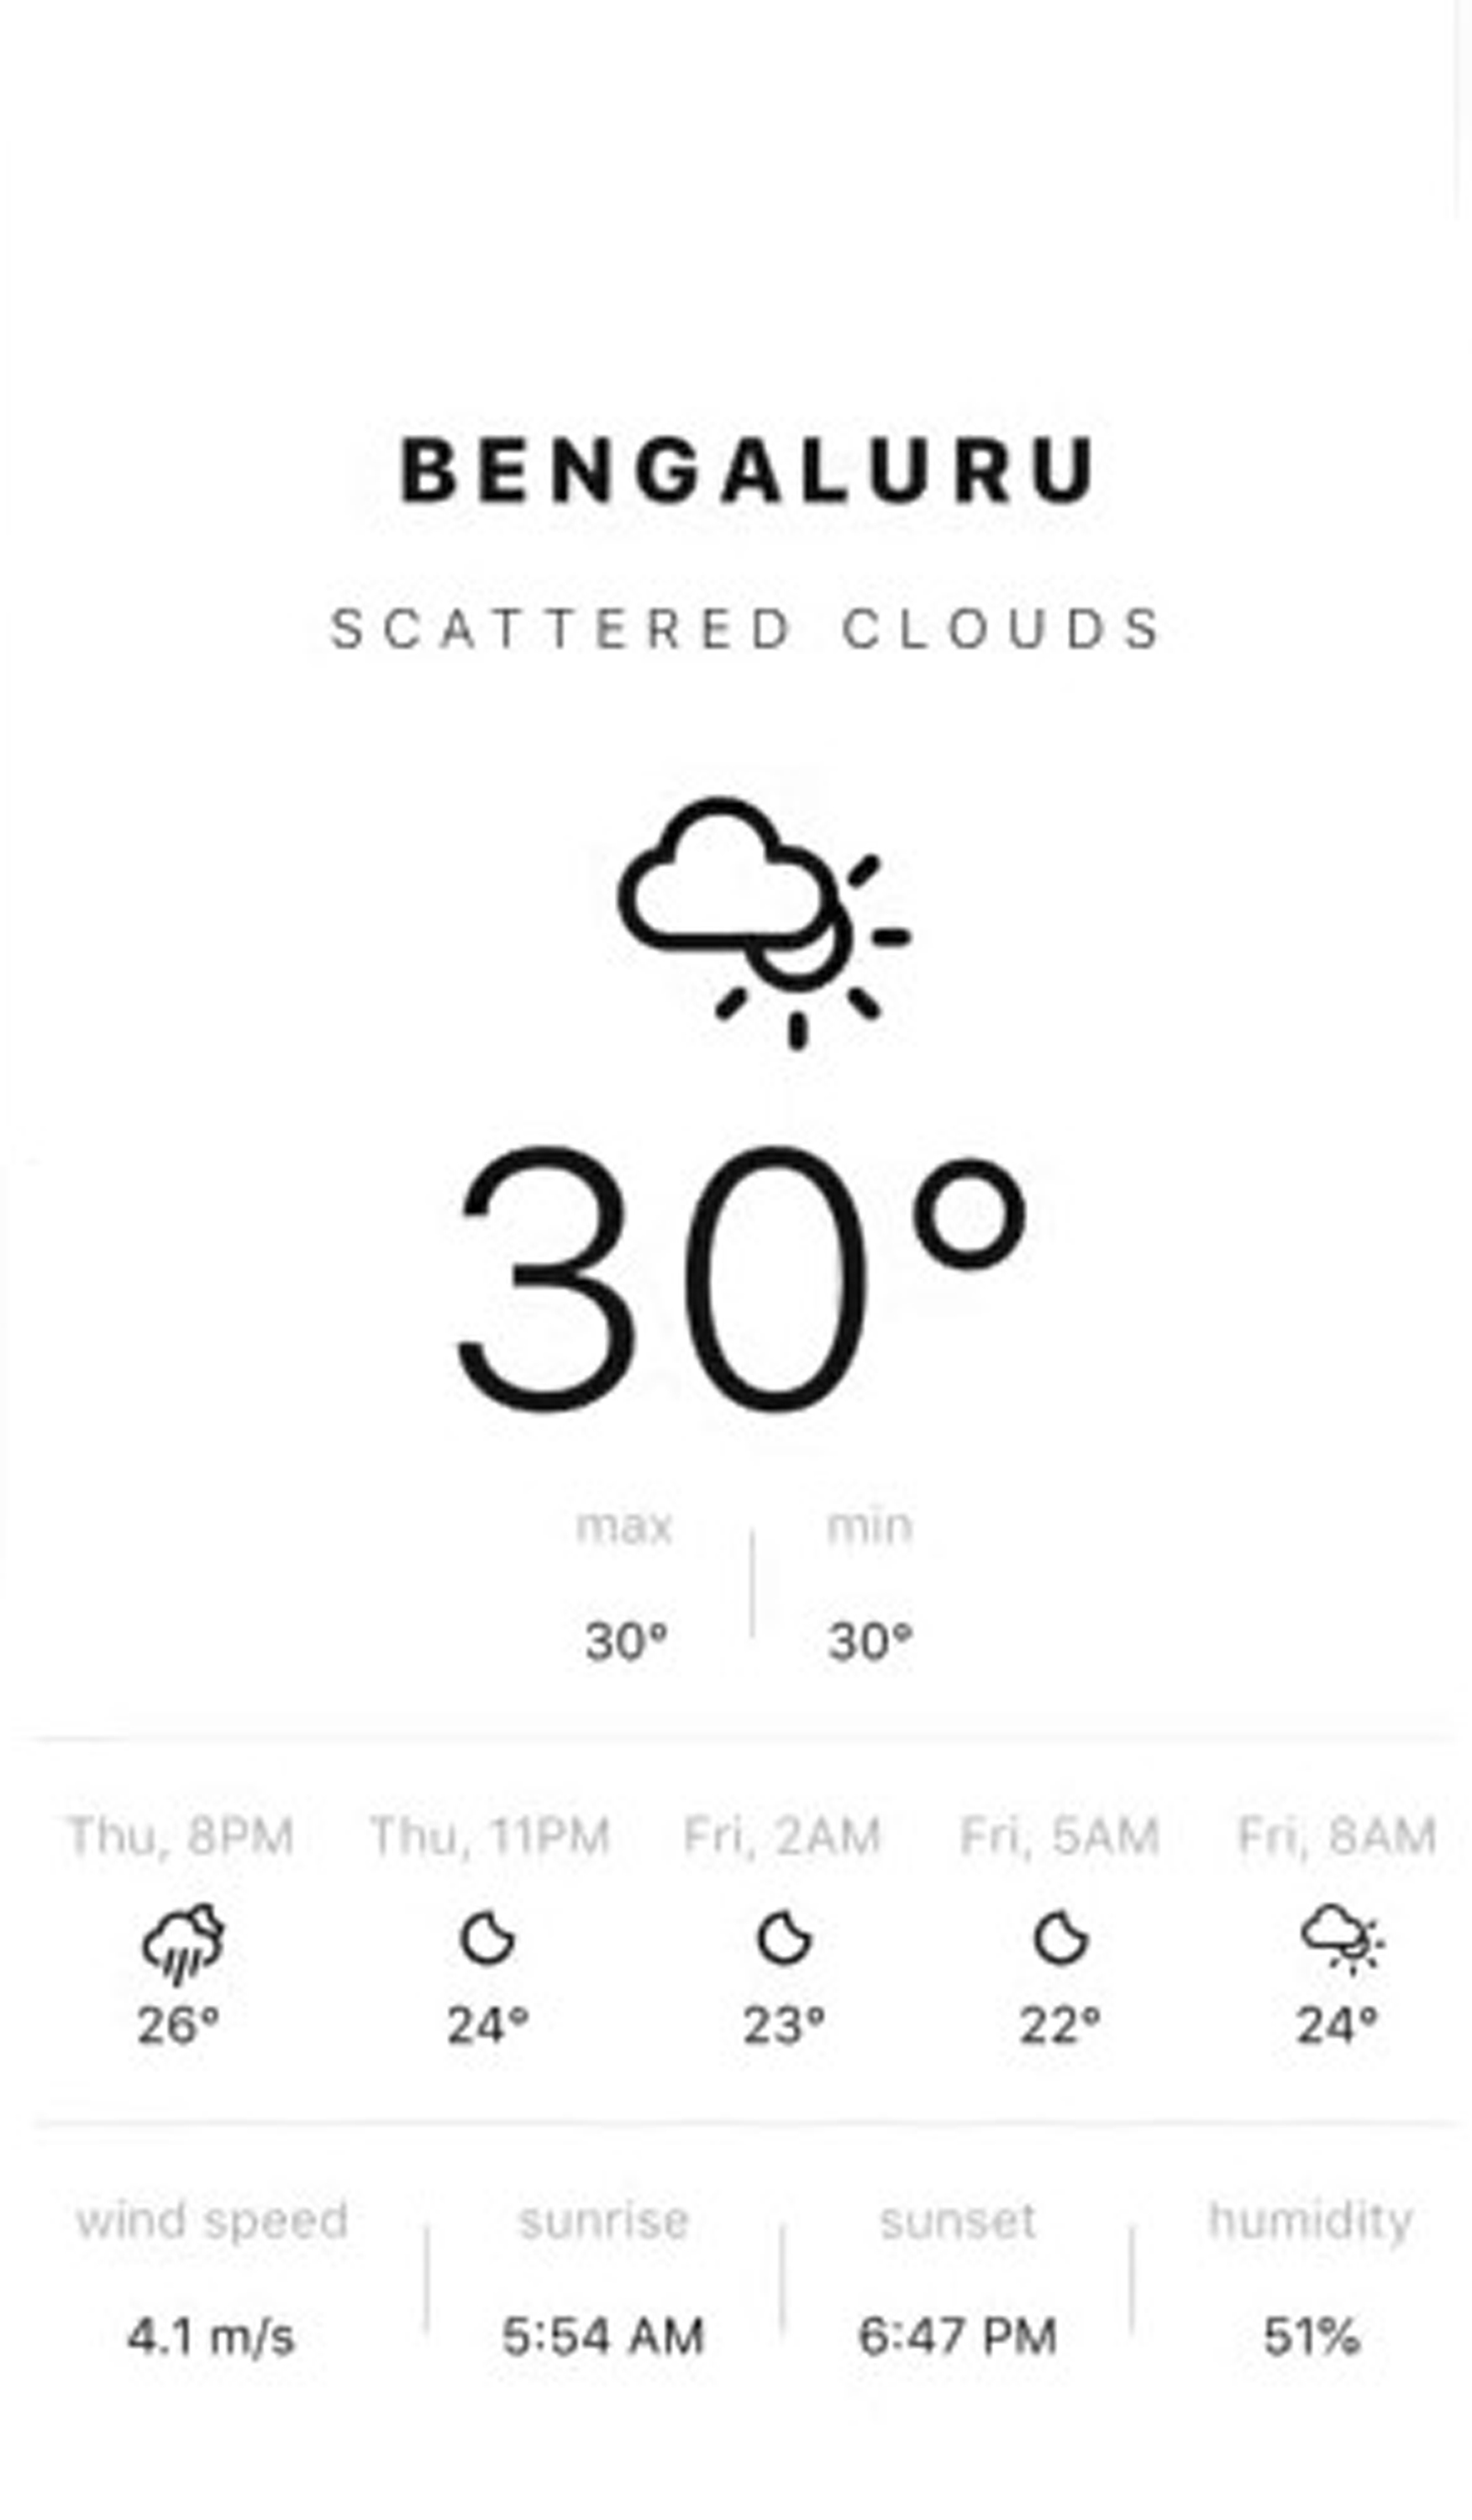 BENGALURU
SCATTERED CLOUDS
30°
max min
30° 30°
Thu, 8PM Thu, 11PM Fri, 2AM Fri, 5AM Fri, 8AM
26° 24° 23° 22° 24°
wind speed sunrise sunset humidity
4.1 m/s 5:54 AM 6:47 PM 51%